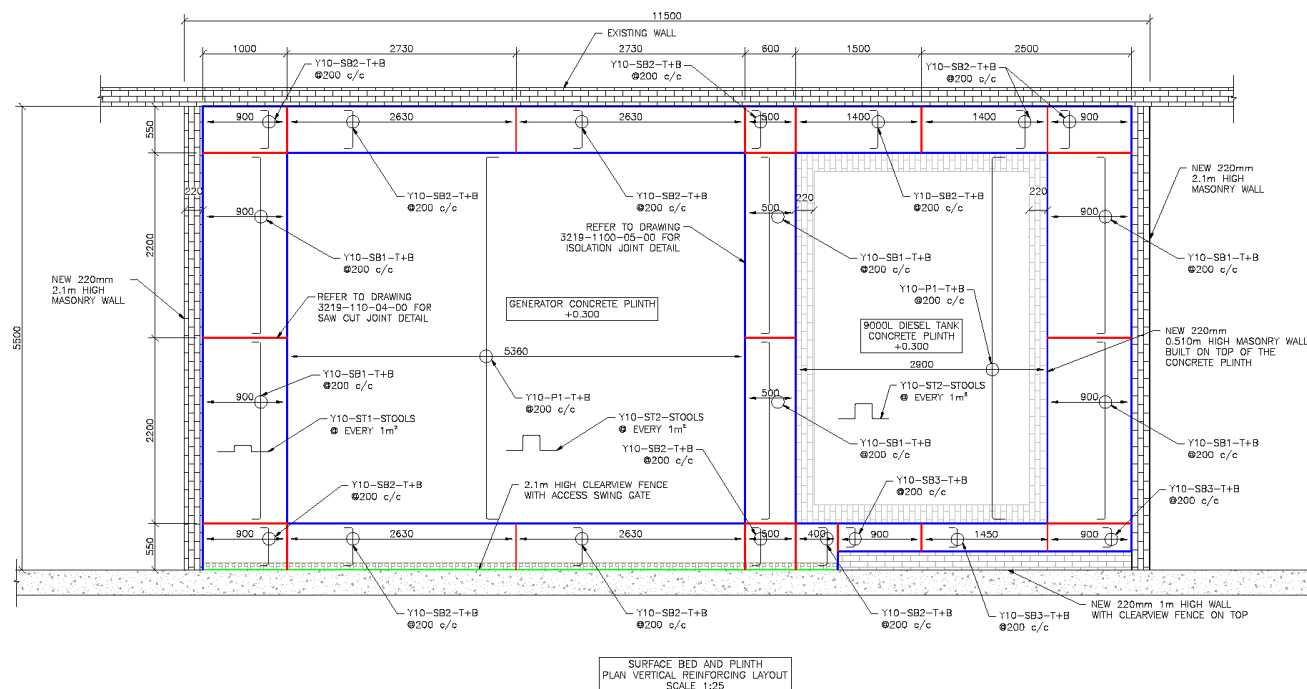 11500
EXISTING WALL
1000
2730
2730
600
1500
2500
Y10-SB2-T+B
@200 c/c
Y10-SB2-T+B
@200 c/c
Y10-SB2-T+B
@200 c/c
550
900
2630
2630
500
1400
1400
900
220
Y10-SB2-T+B
@200 c/c
Y10-SB2-T+B
@200 c/c
220
Y10-SB2-T+B
@200 c/c
220
NEW 220mm
2.1m HIGH
MASONRY WALL
900
500
900
2200
REFER TO DRAWING
3219-1100-05-00 FOR
ISOLATION JOINT DETAIL
Y10-SB1-T+B
@200 c/c
Y10-SB1-T+B
@200 c/c
Y10-SB1-T+B
@200 c/c
NEW 220mm
2.1m HIGH
MASONRY WALL
REFER TO DRAWING
3219-110-04-00 FOR
SAW CUT JOINT DETAIL
GENERATOR CONCRETE PLINTH
+0.300
Y10-P1-T+B
@200 c/c
9000L DIESEL TANK
CONCRETE PLINTH
+0.300
NEW 220mm
0.510m HIGH MASONRY WALL
BUILT ON TOP OF THE
CONCRETE PLINTH
5500
5360
2900
Y10-SB1-T+B
@200 c/c
Y10-P1-T+B
@200 c/c
Y10-ST2-STOOLS
@ EVERY 1m²
900
500
900
2200
Y10-ST1-STOOLS
@ EVERY 1m²
Y10-ST2-STOOLS
@ EVERY 1m²
Y10-SB1-T+B
@200 c/c
Y10-SB1-T+B
@200 c/c
Y10-SB2-T+B
@200 c/c
Y10-SB2-T+B
@200 c/c
2.1m HIGH CLEARVIEW FENCE
WITH ACCESS SWING GATE
Y10-SB3-T+B
@200 c/c
Y10-SB3-T+B
@200 c/c
550
900
2630
2630
500
400
900
1450
900
Y10-SB2-T+B
@200 c/c
Y10-SB2-T+B
@200 c/c
Y10-SB2-T+B
@200 c/c
Y10-SB3-T+B
@200 c/c
NEW 220mm 1m HIGH WALL
WITH CLEARVIEW FENCE ON TOP
SURFACE BED AND PLINTH
PLAN VERTICAL REINFORCING LAYOUT
SCALE 1:25